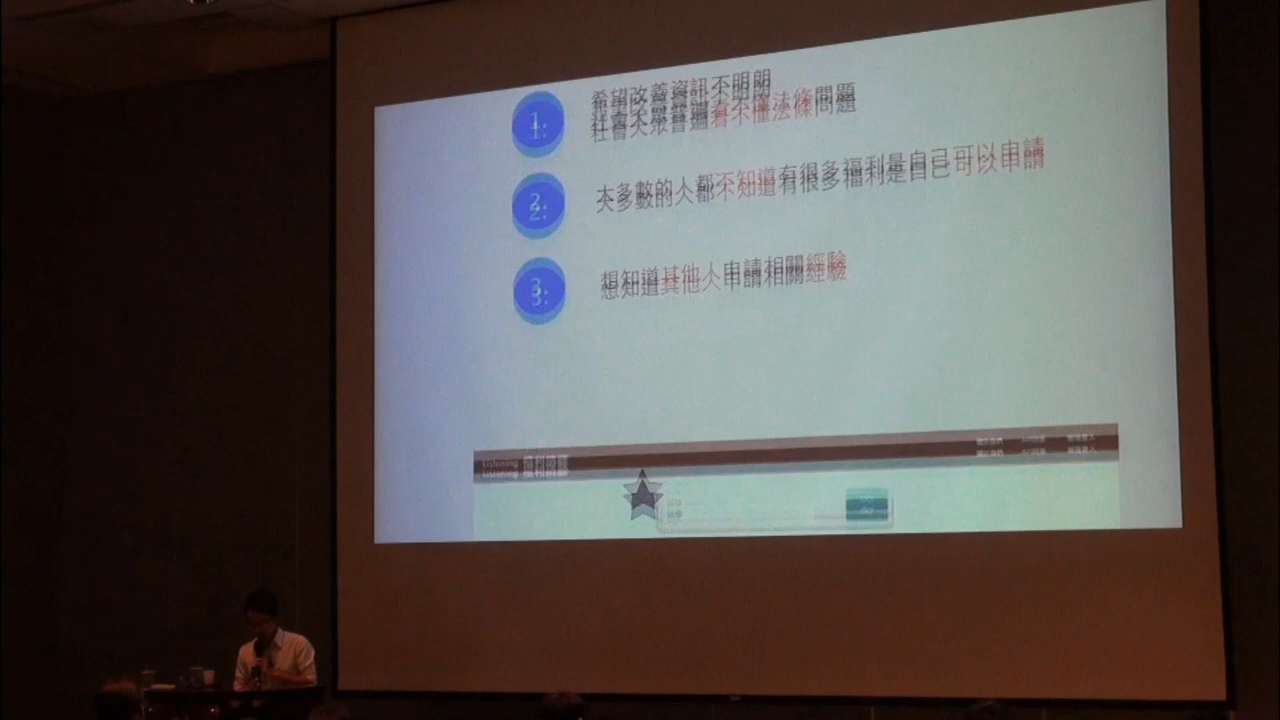 1.
希望改善資訊不明朗
社會大眾普遍看不懂法條問題
2.
大多數的人都不知道有很多福利是自己可以申請
3.
想知道其他人申請相關經驗
Listening